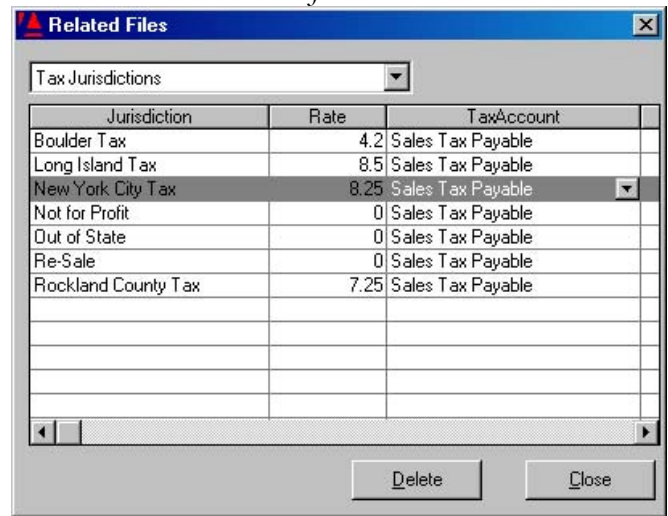 Related Files
Tax Jurisdictions
Jurisdiction Rate TaxAccount
Boulder Tax 4.2 Sales Tax Payable
Long Island Tax 8.5 Sales Tax Payable
New York City Tax 8.25 Sales Tax Payable
Not for Profit 0 Sales Tax Payable
Out of State 0 Sales Tax Payable
Re-Sale 0 Sales Tax Payable
Rockland County Tax 7.25 Sales Tax Payable
Delete Close